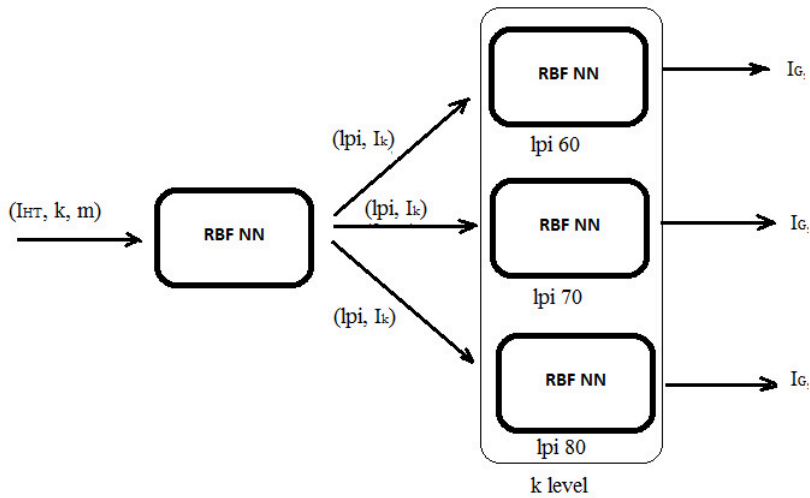 RBF NN
IG,
lpi 60
(lpi, Ik)
(IHT, k, m)
RBF NN
(lpi, Ik)
RBF NN
IG,
lpi 70
(lpi, Ik)
RBF NN
IG,
lpi 80
k level